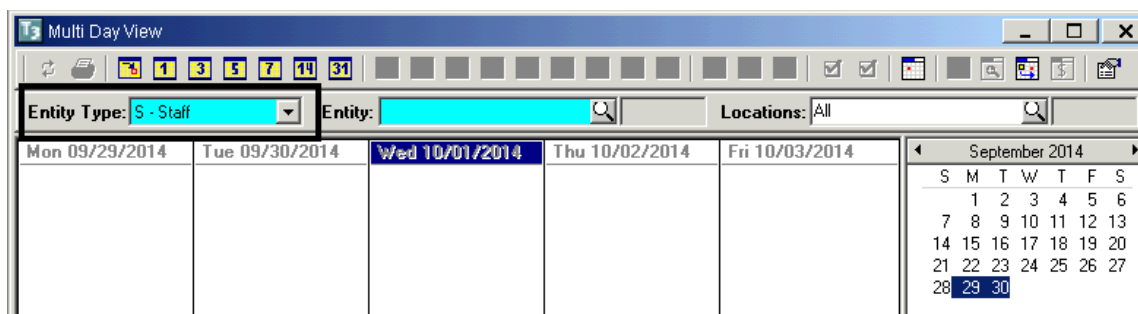 T3 Multi Day View
1 3 5 7 14 31
Entity Type: S - Staff Entity: Locations: All
Mon 09/29/2014 Tue 09/30/2014 Wed 10/01/2014 Thu 10/02/2014 Fri 10/03/2014
September 2014
S M T W T F S
1 2 3 4 5 6
7 8 9 10 11 12 13
14 15 16 17 18 19 20
21 22 23 24 25 26 27
28 29 30